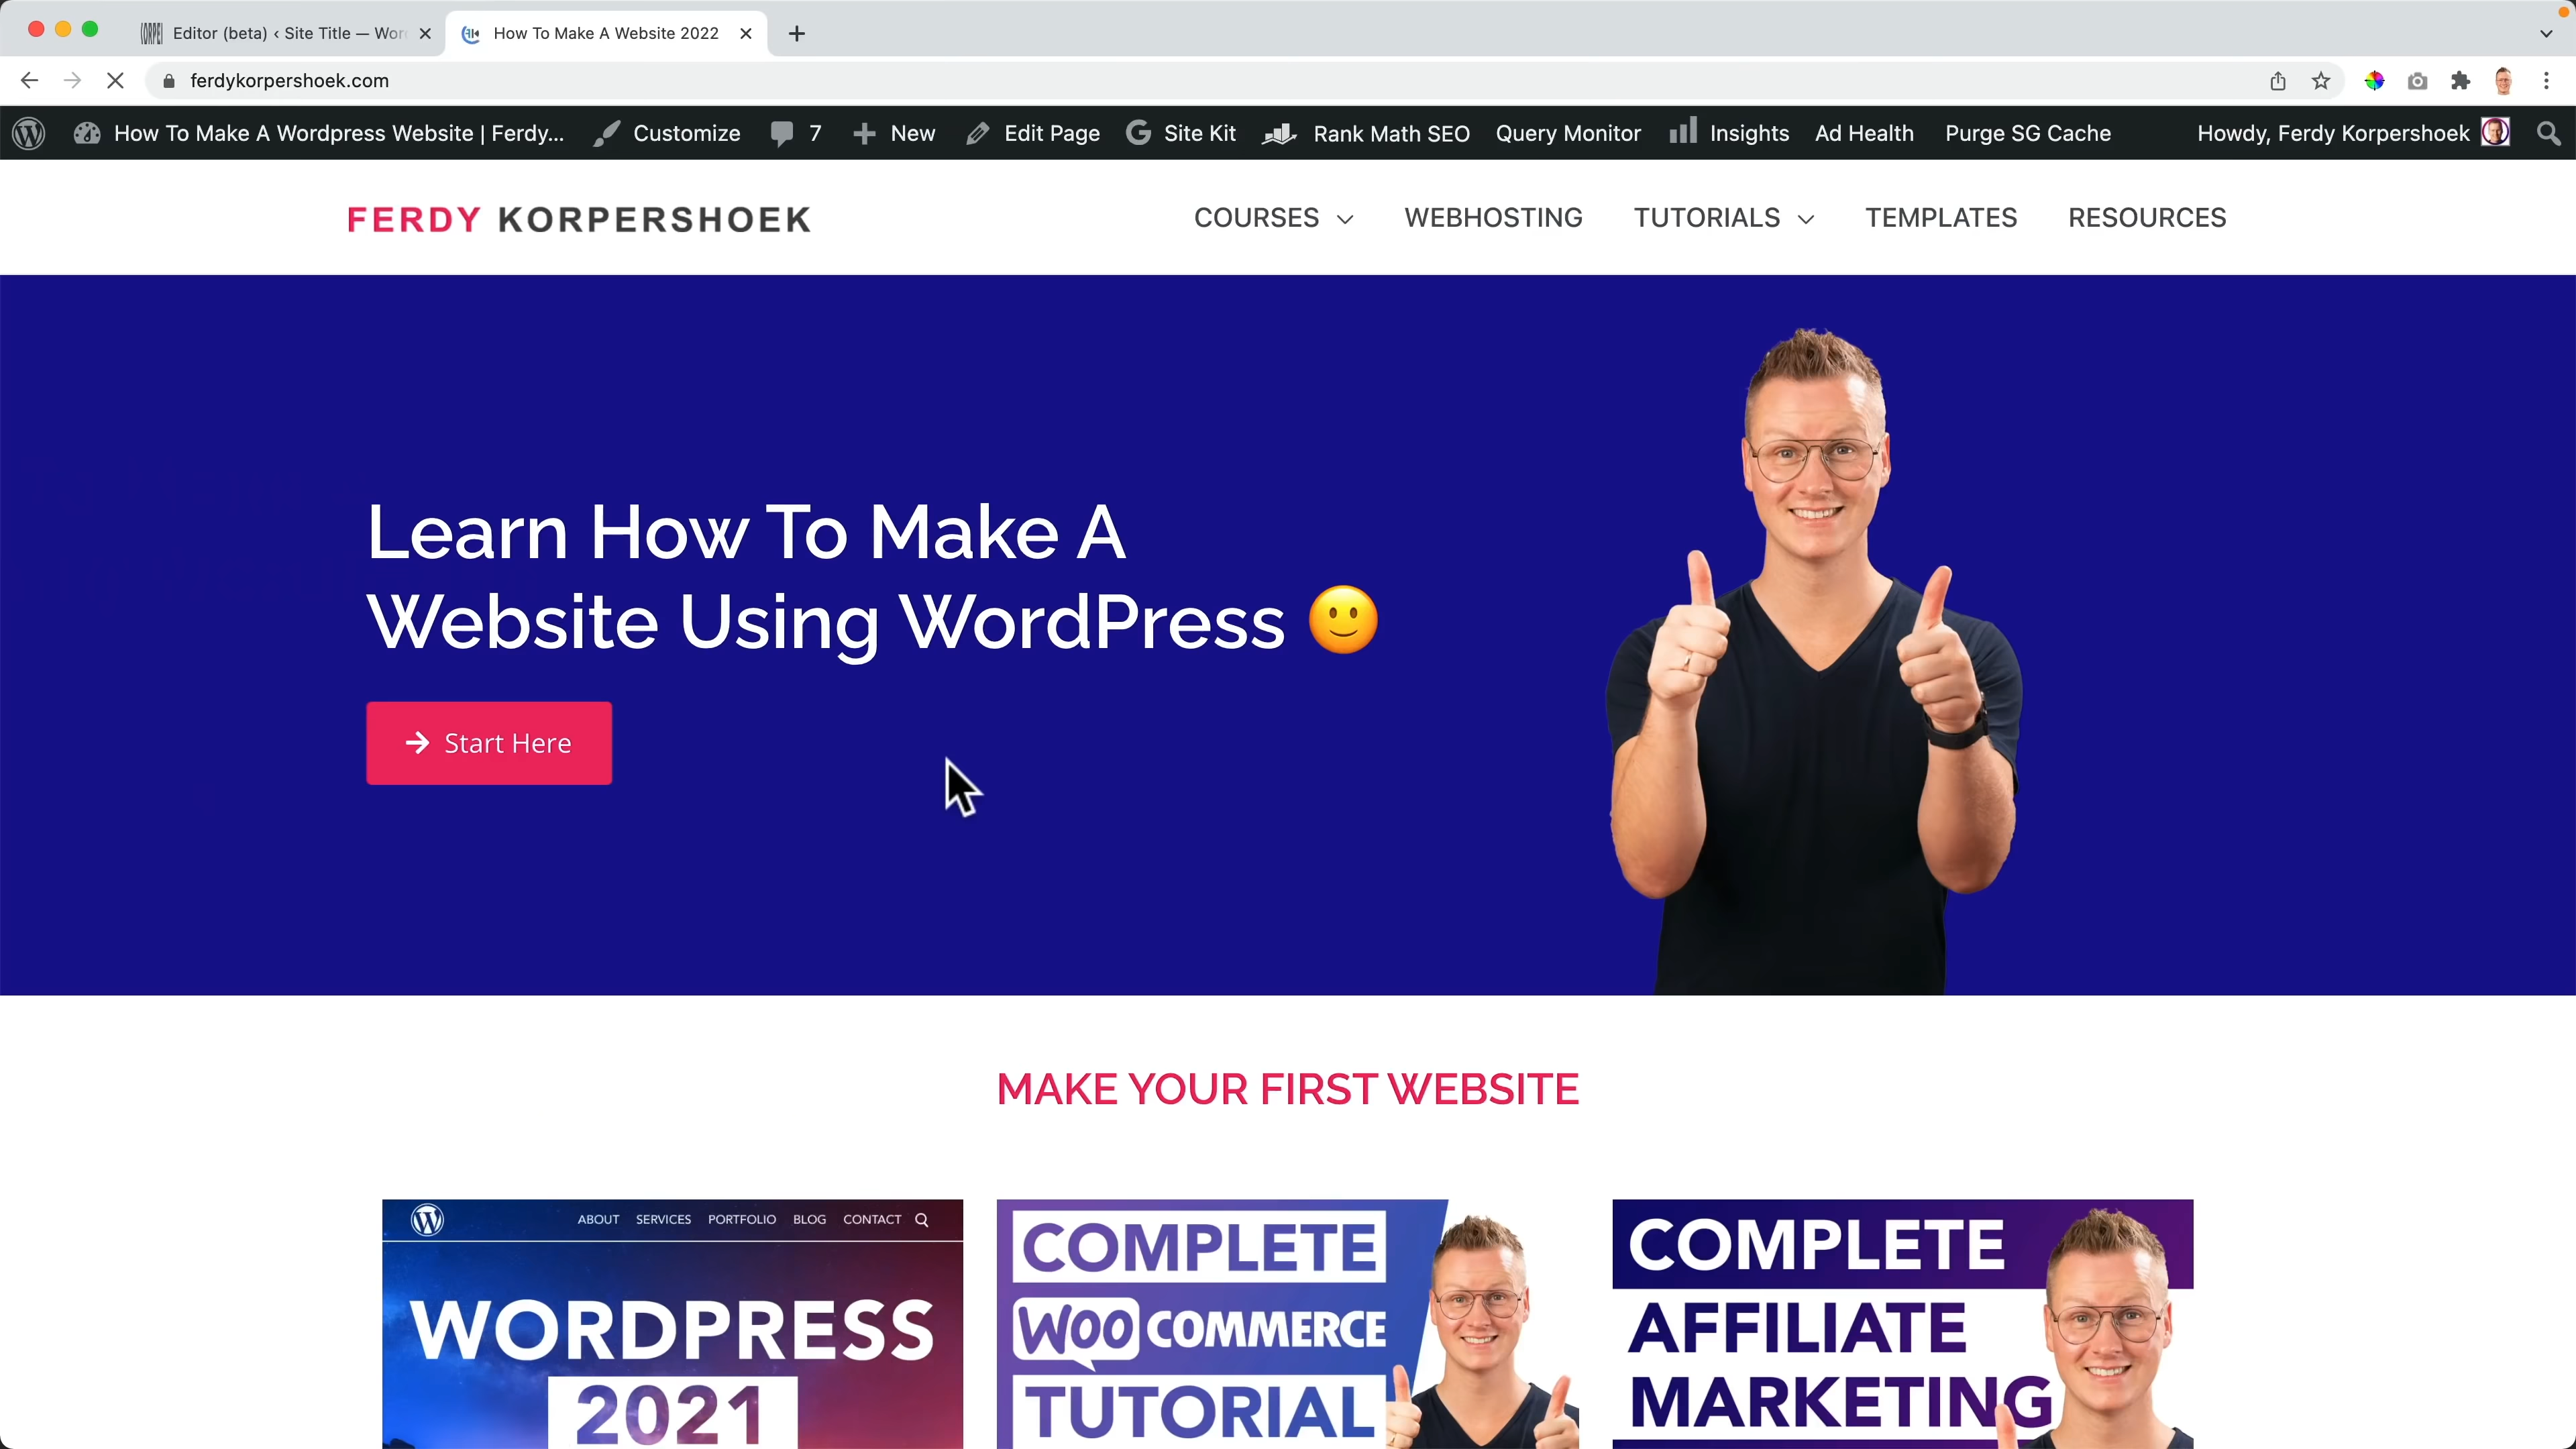 Editor (beta) ‹ Site Title — Wor
How To Make A Website 2022
ferdykorpershoek.com
How To Make A Wordpress Website | Ferdy...
Customize
7
New
Edit Page
Site Kit
Rank Math SEO
Query Monitor
Insights
Ad Health
Purge SG Cache
Howdy, Ferdy Korpershoek
FERDY KORPERSHOEK
COURSES
WEBHOSTING
TUTORIALS
TEMPLATES
RESOURCES
Learn How To Make A
Website Using WordPress 🙂
Start Here
MAKE YOUR FIRST WEBSITE
ABOUT SERVICES PORTFOLIO BLOG CONTACT
WORDPRESS
2021
COMPLETE
WOO COMMERCE
TUTORIAL
COMPLETE
AFFILIATE
MARKETING